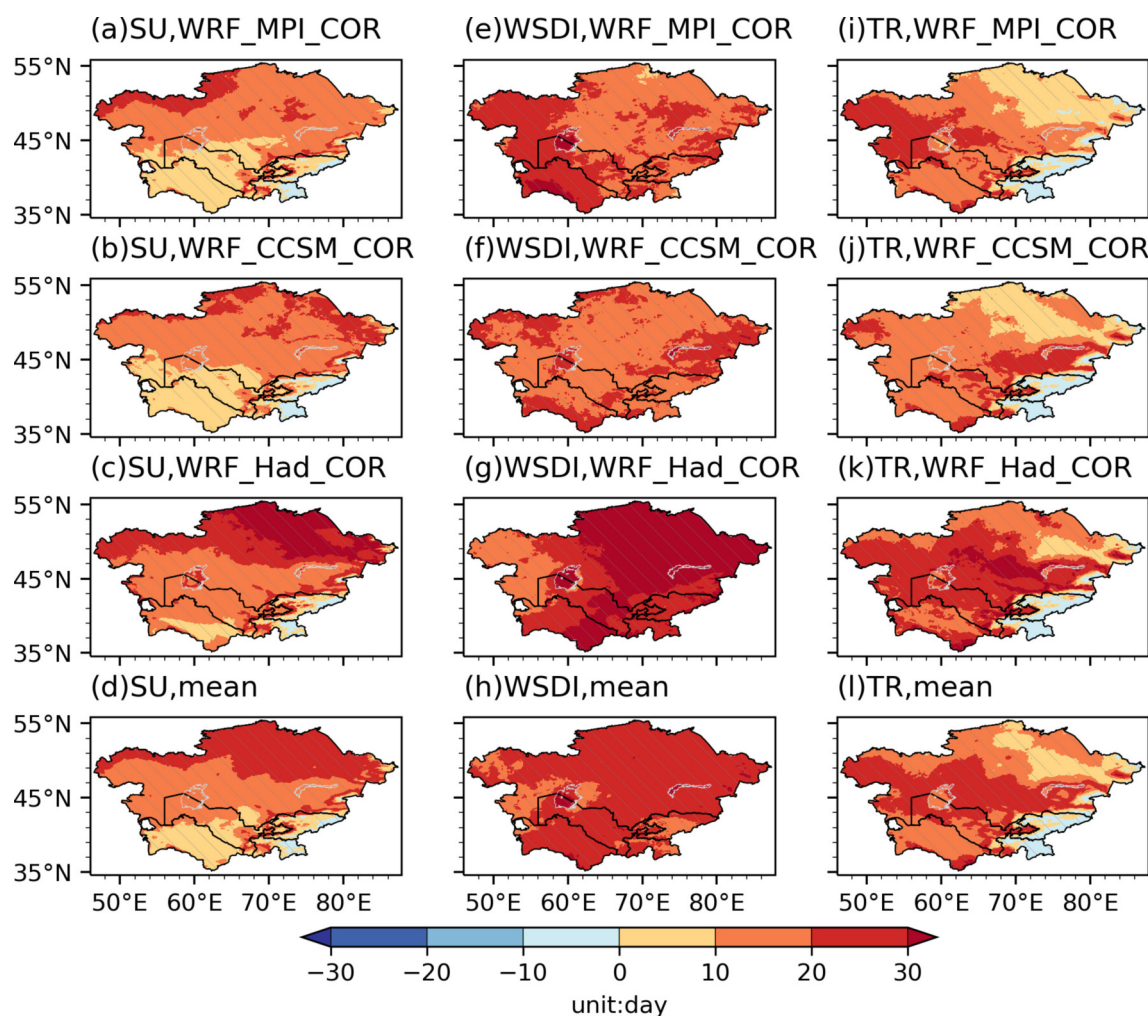 (a)SU,WRF_MPI_COR
(e)WSDI,WRF_MPI_COR
(i)TR,WRF_MPI_COR
55°N
45°N
35°N
(b)SU,WRF_CCSM_COR
(f)WSDI,WRF_CCSM_COR
(j)TR,WRF_CCSM_COR
55°N
45°N
35°N
(c)SU,WRF_Had_COR
(g)WSDI,WRF_Had_COR
(k)TR,WRF_Had_COR
55°N
45°N
35°N
(d)SU,mean
(h)WSDI,mean
(l)TR,mean
55°N
45°N
35°N
50°E 60°E 70°E 80°E
50°E 60°E 70°E 80°E
50°E 60°E 70°E 80°E
−30 −20 −10 0 10 20 30
unit:day